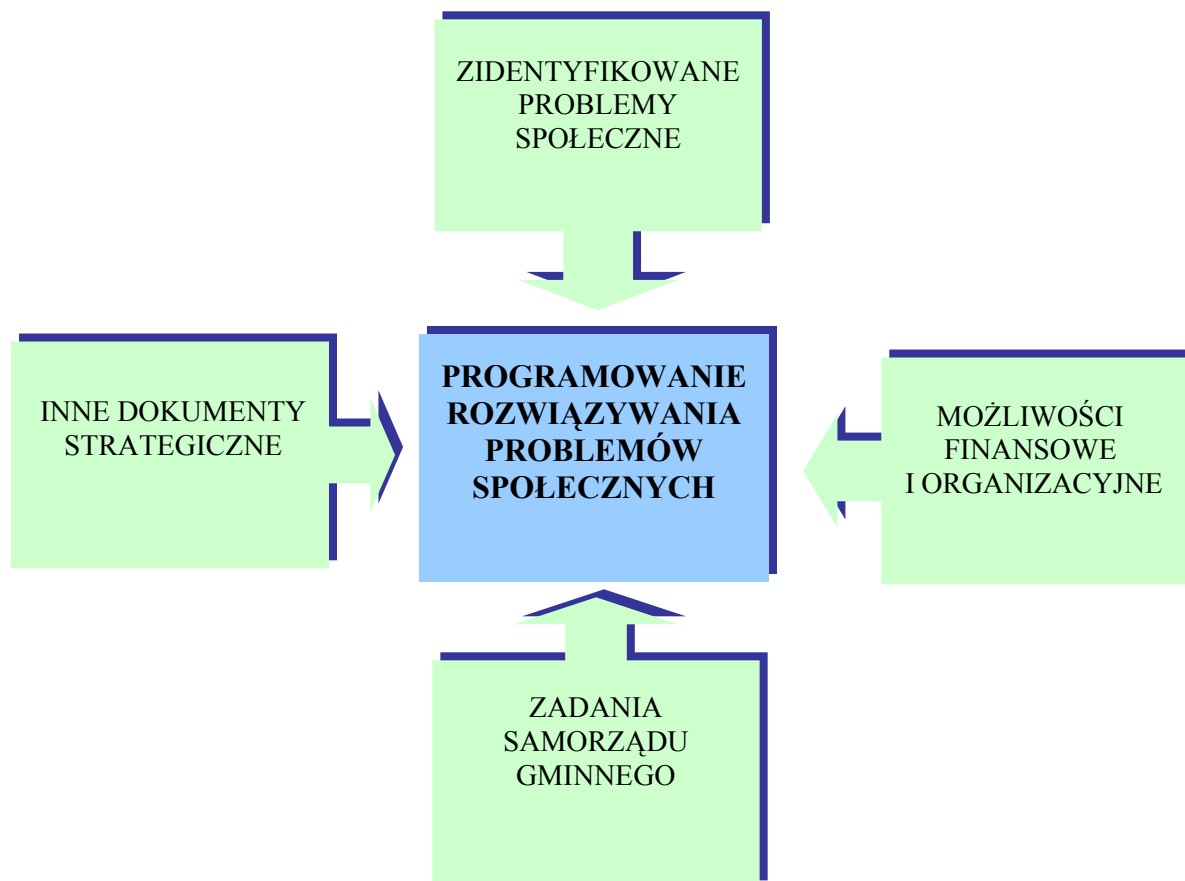 ZIDENTYFIKOWANE
PROBLEMY
SPOŁECZNE
INNE DOKUMENTY
STRATEGICZNE
PROGRAMOWANIE
ROZWIĄZYWANIA
PROBLEMÓW
SPOŁECZNYCH
MOŻLIWOŚCI
FINANSOWE
I ORGANIZACYJNE
ZADANIA
SAMORZĄDU
GMINNEGO